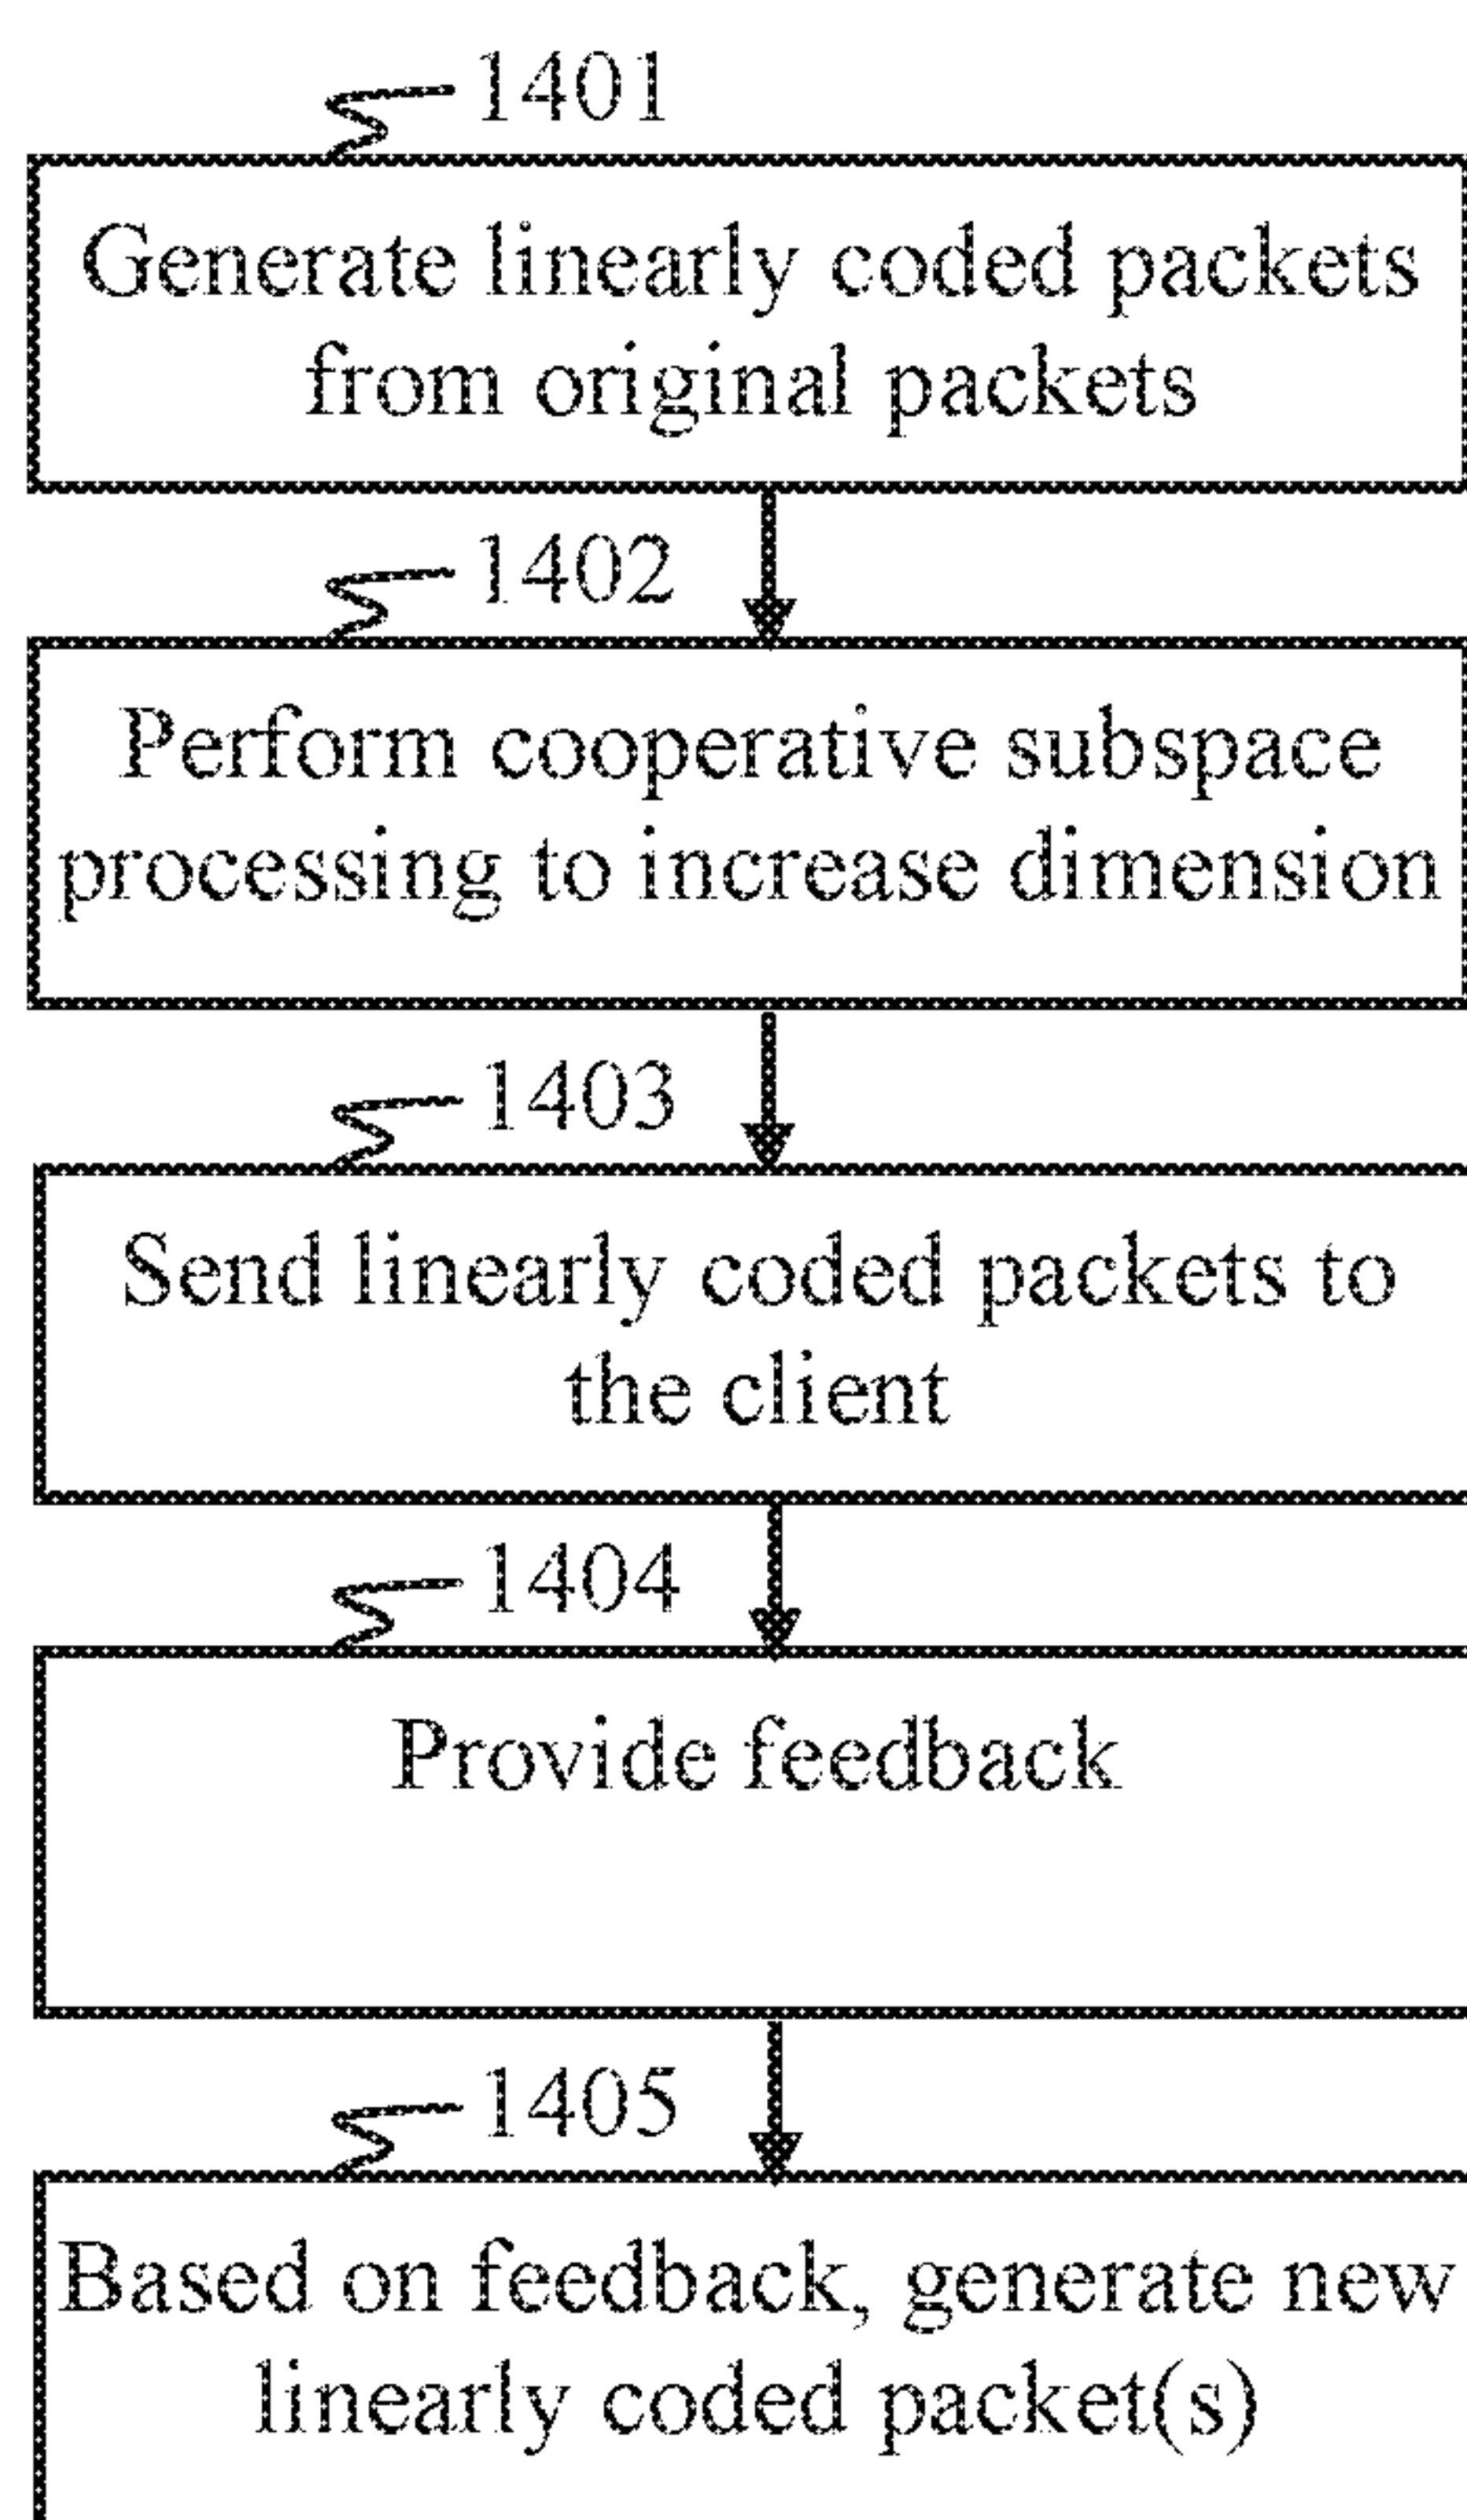 1401
Generate linearly coded packets
from original packets
1402
Perform cooperative subspace
processing to increase dimension
1403
Send linearly coded packets to
the client
1404
Provide feedback
1405
Based on feedback, generate new
linearly coded packet(s)